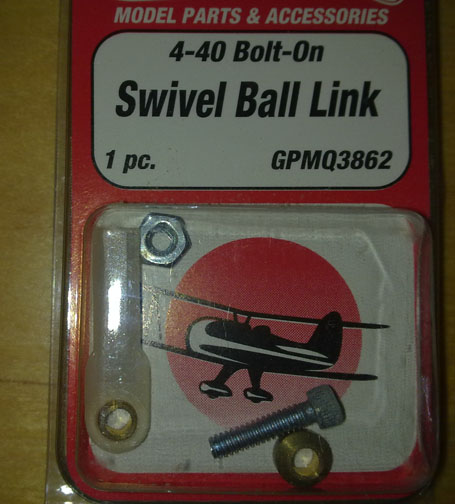 MODEL PARTS & ACCESSORIES
4-40 Bolt-On
Swivel Ball Link
1 pc. GPMQ3862